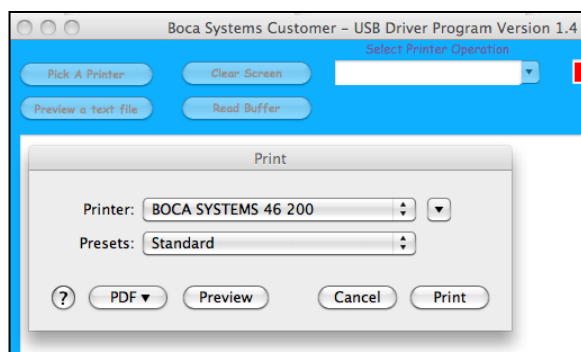 Boca Systems Customer – USB Driver Program Version 1.4
Select Printer Operation
Pick A Printer
Clear Screen
Preview a text file
Read Buffer
Print
Printer: BOCA SYSTEMS 46 200
Presets: Standard
? PDF ▼ Preview Cancel Print